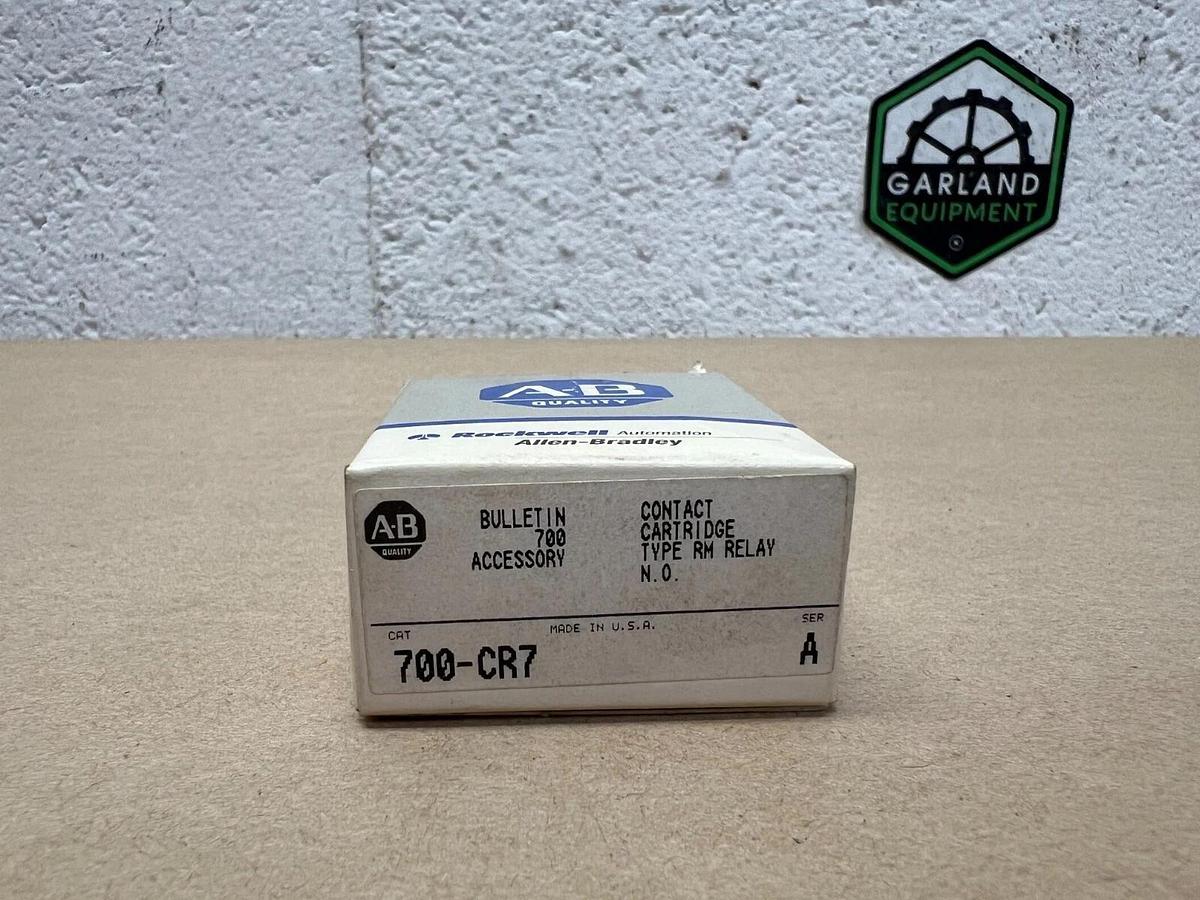 GARLAND
EQUIPMENT
A-B
QUALITY
Rockwell Automation
Allen-Bradley
A-B
QUALITY
BULLETIN
700
ACCESSORY
CONTACT
CARTRIDGE
TYPE RM RELAY
N.O.
CAT
MADE IN U.S.A.
SER
700-CR7
A